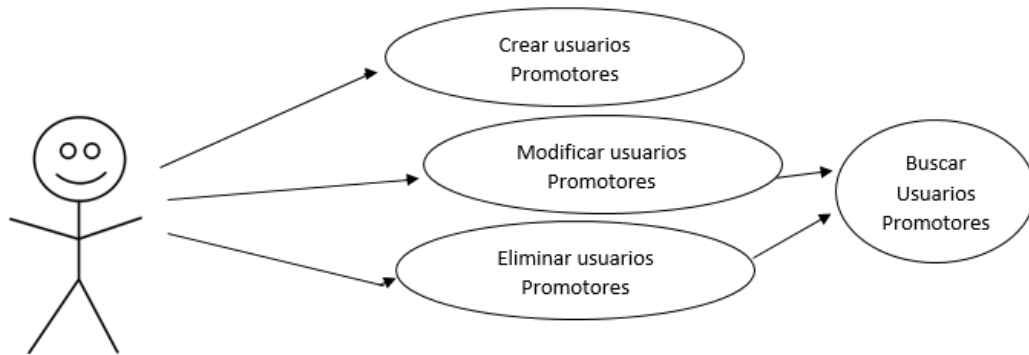 Crear usuarios
Promotores
Modificar usuarios
Promotores
Eliminar usuarios
Promotores
Buscar
Usuarios
Promotores